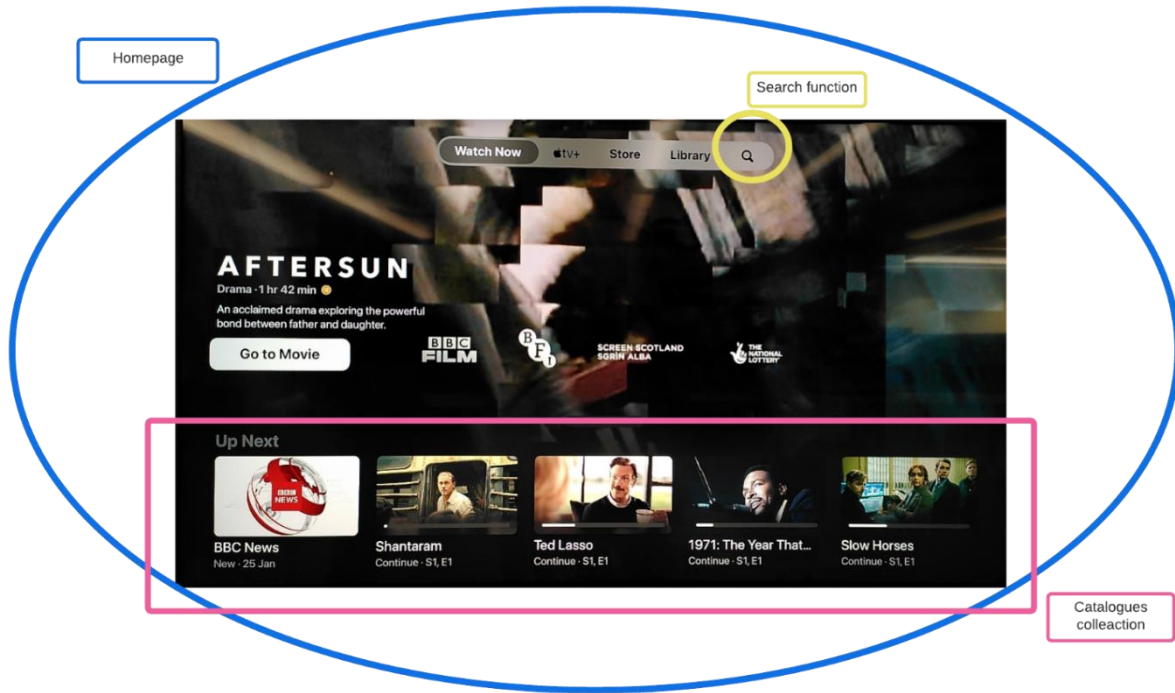 Homepage
Search function
Watch Now tv+ Store Library
AFTERSUN
Drama · 1 hr 42 min
An acclaimed drama exploring the powerful
bond between father and daughter.
Go to Movie
BBC
FILM
BFI
SCREEN SCOTLAND
SGRÌN ALBA
THE
NATIONAL
LOTTERY
Up Next
BBC
NEWS
BBC News
New · 25 Jan
Shantaram
Continue · S1, E1
Ted Lasso
Continue · S1, E1
1971: The Year That...
Continue · S1, E1
Slow Horses
Continue · S1, E1
Catalogues
colleaction